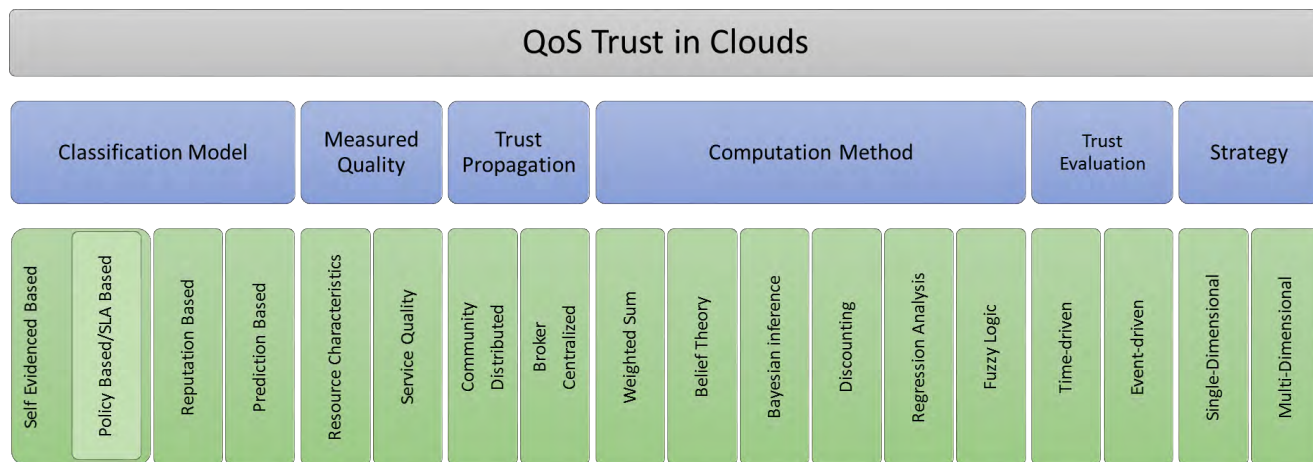 QoS Trust in Clouds
Classification Model
Measured
Quality
Trust
Propagation
Computation Method
Trust
Evaluation
Strategy
Self Evidenced Based
Policy Based/SLA Based
Reputation Based
Prediction Based
Resource Characteristics
Service Quality
Community
Distributed
Broker
Centralized
Weighted Sum
Belief Theory
Bayesian inference
Discounting
Regression Analysis
Fuzzy Logic
Time-driven
Event-driven
Single-Dimensional
Multi-Dimensional